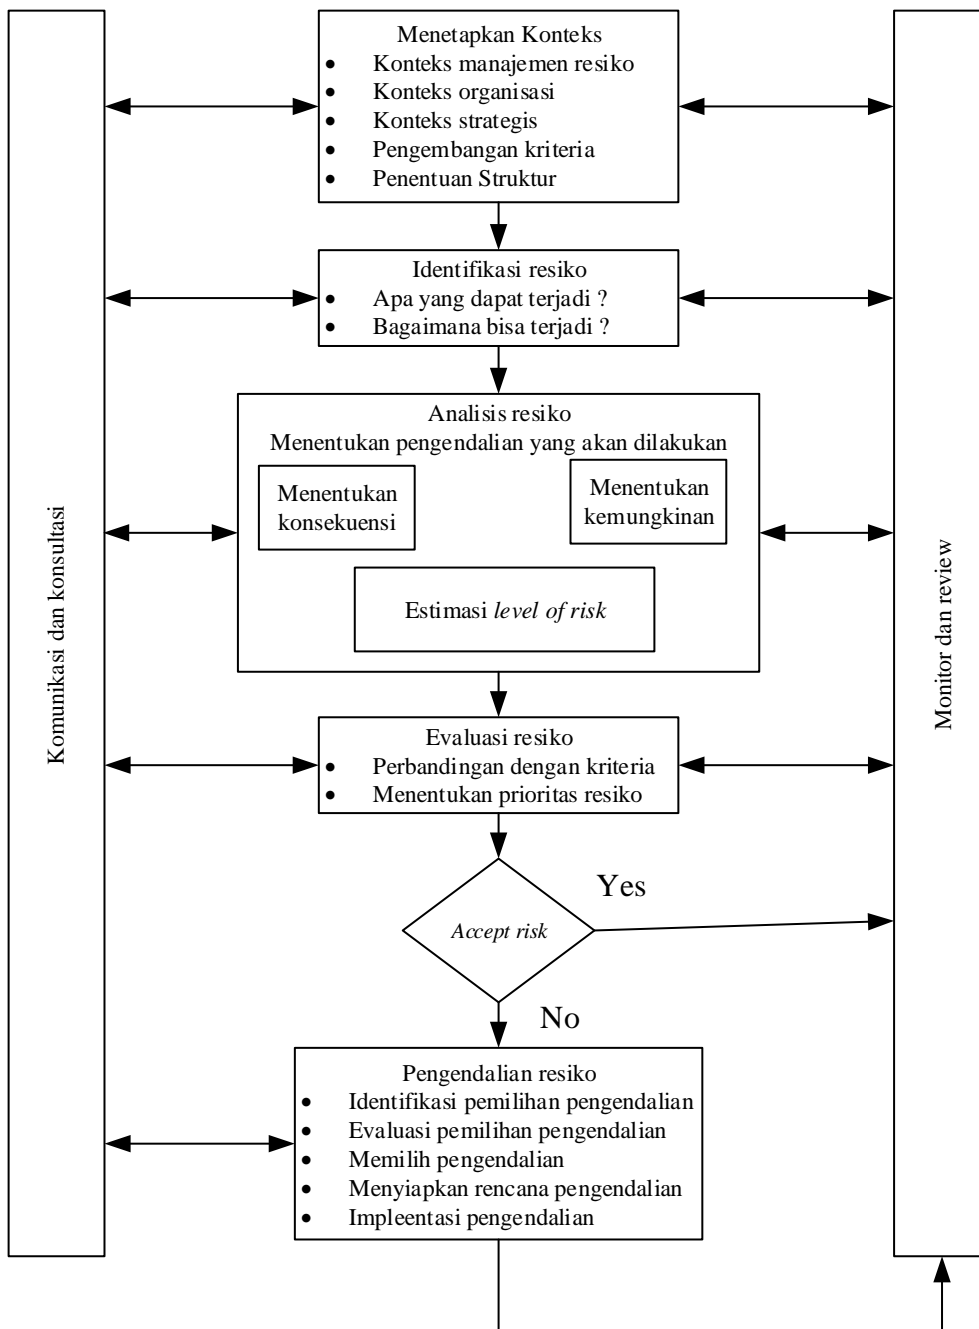 Menetapkan Konteks
• Konteks manajemen resiko
• Konteks organisasi
• Konteks strategis
• Pengembangan kriteria
• Penentuan Struktur
Identifikasi resiko
• Apa yang dapat terjadi ?
• Bagaimana bisa terjadi ?
Analisis resiko
Menentukan pengendalian yang akan dilakukan
Menentukan
konsekuensi
Menentukan
kemungkinan
Estimasi level of risk
Komunikasi dan konsultasi
Monitor dan review
Evaluasi resiko
• Perbandingan dengan kriteria
• Menentukan prioritas resiko
Yes
Accept risk
No
Pengendalian resiko
• Identifikasi pemilihan pengendalian
• Evaluasi pemilihan pengendalian
• Memilih pengendalian
• Menyiapkan rencana pengendalian
• Impleentasi pengendalian